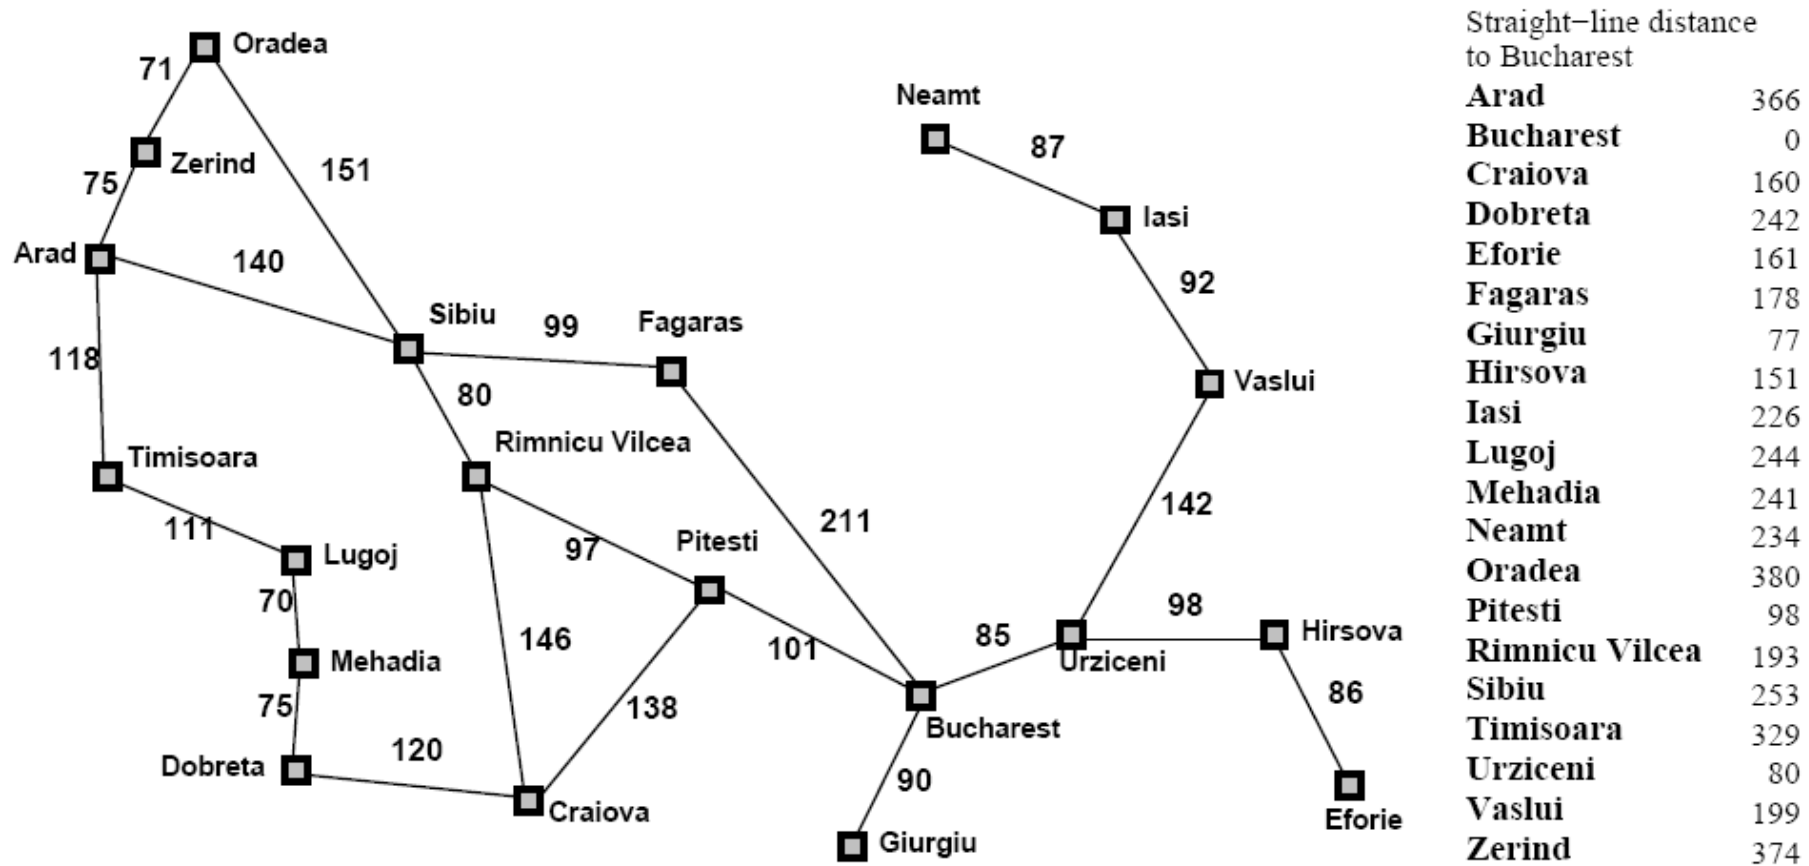 Oradea
71
Neamt
87
Zerind
151
75
Iasi
Arad
140
92
Sibiu
99
Fagaras
118
80
Vaslui
Rimnicu Vilcea
Timisoara
142
111
211
97
Pitesti
Lugoj
70
98
Hirsova
146
101
85
Urziceni
Mehadia
86
75
138
Bucharest
Dobreta
120
90
Craiova
Eforie
Giurgiu
Straight−line distance
to Bucharest
Arad 366
Bucharest 0
Craiova 160
Dobreta 242
Eforie 161
Fagaras 178
Giurgiu 77
Hirsova 151
Iasi 226
Lugoj 244
Mehadia 241
Neamt 234
Oradea 380
Pitesti 98
Rimnicu Vilcea 193
Sibiu 253
Timisoara 329
Urziceni 80
Vaslui 199
Zerind 374